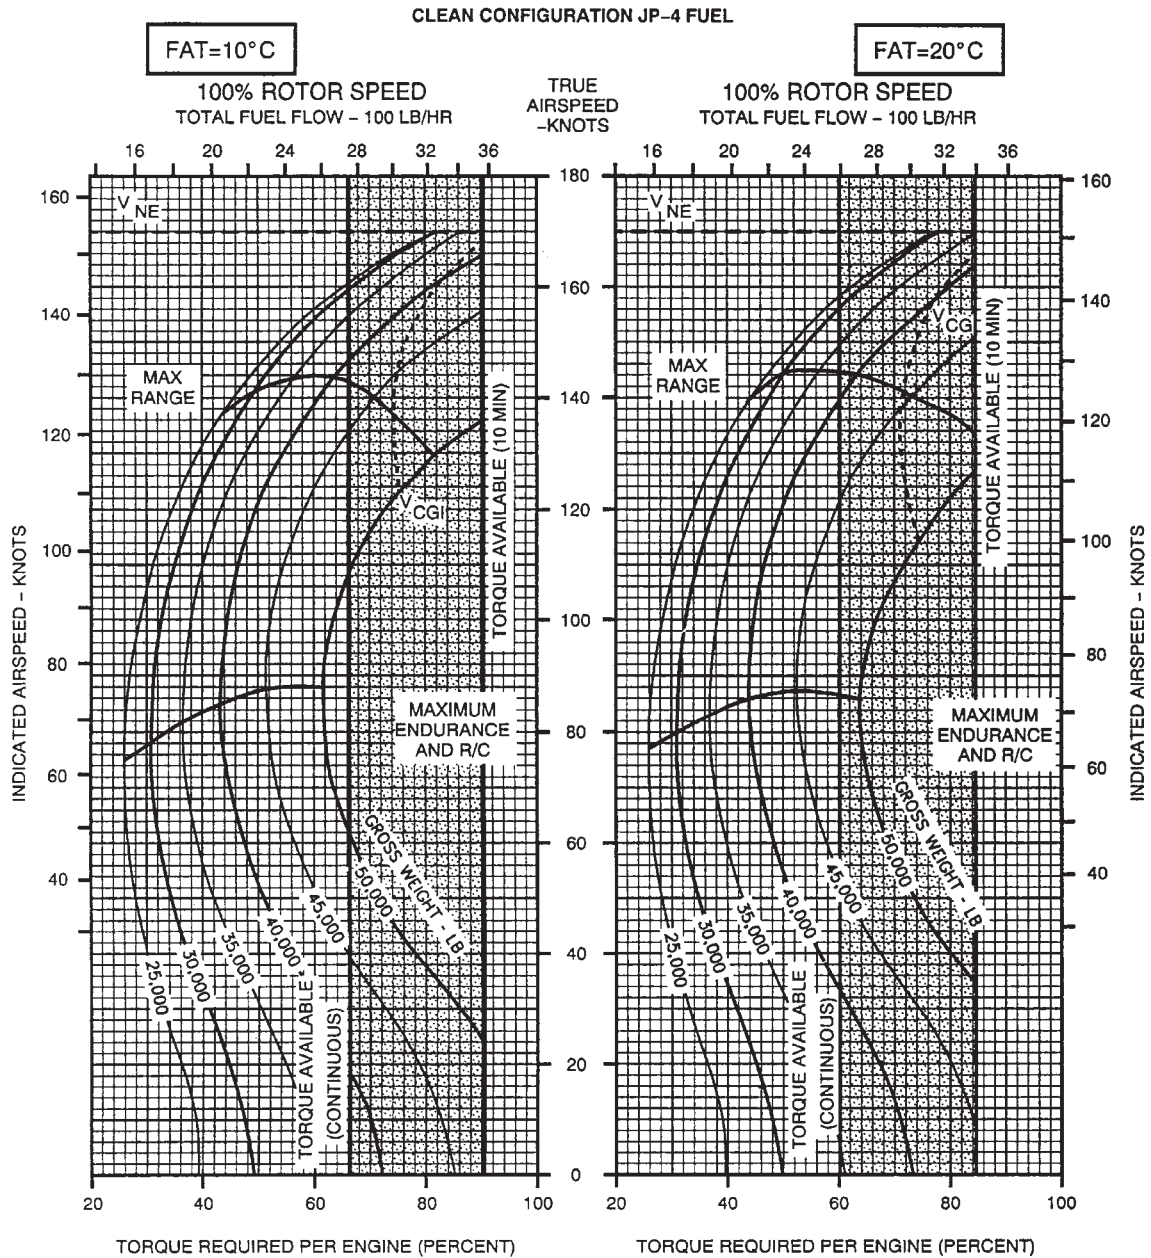 CLEAN CONFIGURATION JP–4 FUEL
FAT=10°C
FAT=20°C
100% ROTOR SPEED
TOTAL FUEL FLOW – 100 LB/HR
TRUE
AIRSPEED
–KNOTS
100% ROTOR SPEED
TOTAL FUEL FLOW – 100 LB/HR
16 20 24 28 32 36
16 20 24 28 32 36
160
140
120
100
80
60
40
INDICATED AIRSPEED – KNOTS
V NE
MAX
RANGE
V CGI
TORQUE AVAILABLE (10 MIN)
MAXIMUM
ENDURANCE
AND R/C
GROSS WEIGHT – LB
50,000
45,000
40,000
35,000
30,000
25,000
TORQUE AVAILABLE
(CONTINUOUS)
20 40 60 80 100
TORQUE REQUIRED PER ENGINE (PERCENT)
180
160
140
120
100
80
60
40
20
0
V NE
MAX
RANGE
V CGI
TORQUE AVAILABLE (10 MIN)
MAXIMUM
ENDURANCE
AND R/C
GROSS WEIGHT – LB
50,000
45,000
40,000
35,000
30,000
25,000
TORQUE AVAILABLE
(CONTINUOUS)
20 40 60 80 100
TORQUE REQUIRED PER ENGINE (PERCENT)
160
140
120
100
80
60
40
INDICATED AIRSPEED – KNOTS